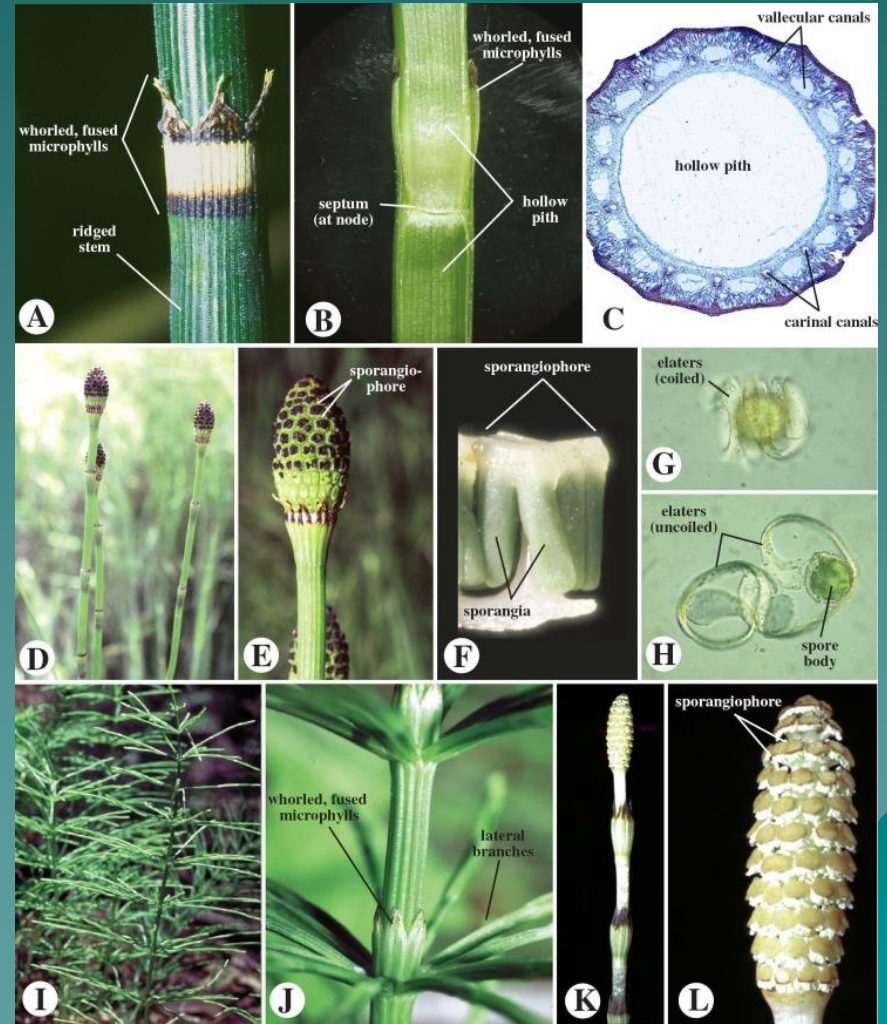 whorled, fused
microphylls
ridged
stem
A
whorled, fused
microphylls
septum
(at node)
hollow
pith
B
vallecular canals
hollow pith
carinal canals
C
D
sporangio-
phore
E
sporangiophore
sporangia
F
elaters
(coiled)
G
elaters
(uncoiled)
spore
body
H
I
whorled, fused
microphylls
lateral
branches
J
K
sporangiophore
L